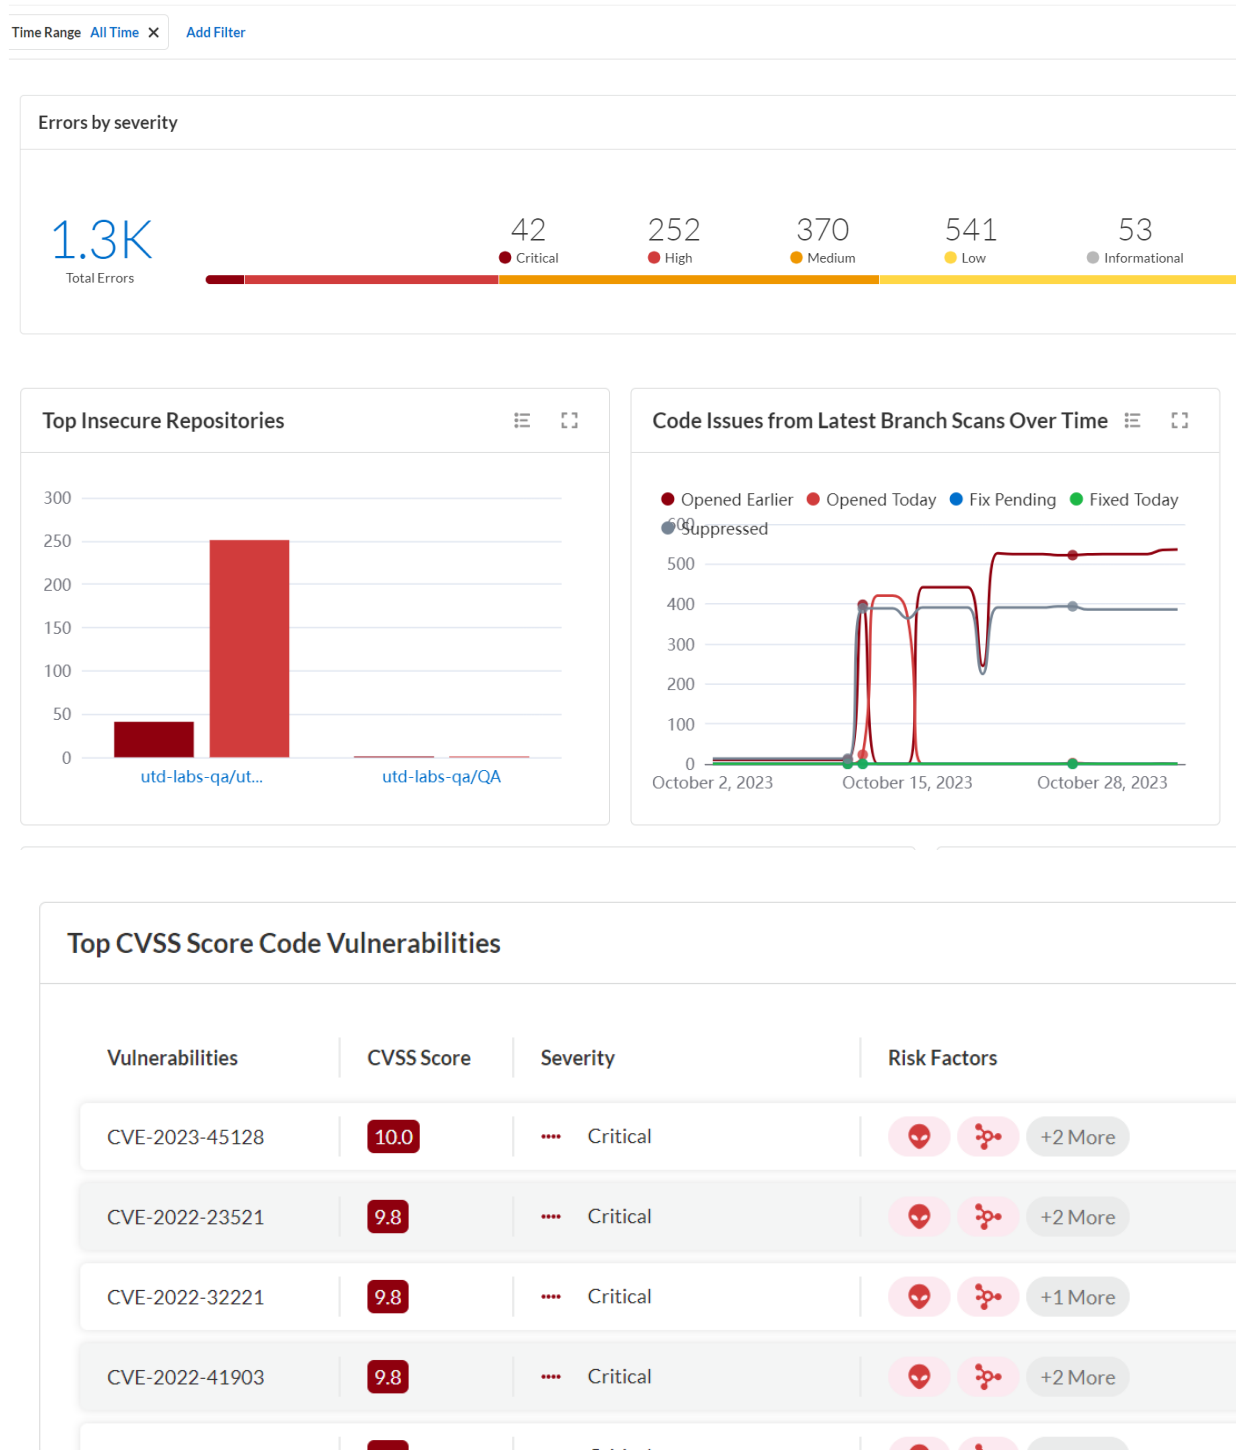 Time Range All Time Add Filter
Errors by severity
1.3K
Total Errors
42 252 370 541 53
Critical High Medium Low Informational
Top Insecure Repositories
300
250
200
150
100
50
0
utd-labs-qa/ut... utd-labs-qa/QA
Code Issues from Latest Branch Scans Over Time
Opened Earlier Opened Today Fix Pending Fixed Today
Suppressed
600
500
400
300
200
100
0
October 2, 2023 October 15, 2023 October 28, 2023
Top CVSS Score Code Vulnerabilities
Vulnerabilities CVSS Score Severity Risk Factors
CVE-2023-45128 10.0 Critical +2 More
CVE-2022-23521 9.8 Critical +2 More
CVE-2022-32221 9.8 Critical +1 More
CVE-2022-41903 9.8 Critical +2 More